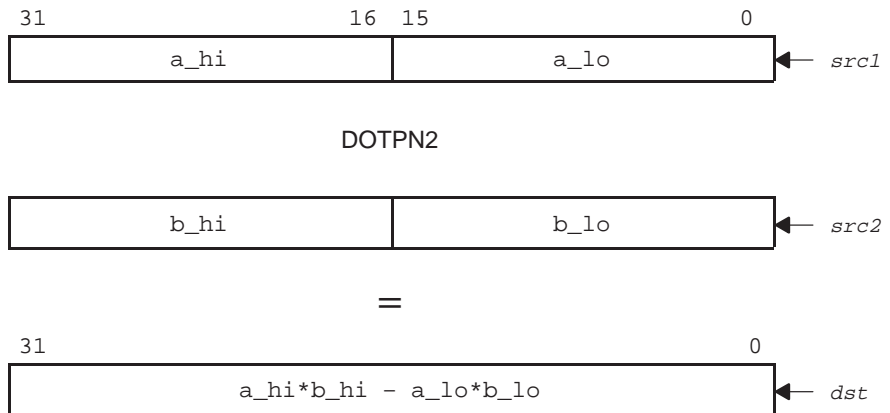 31 16 15 0
a_hi a_lo src1
DOTPN2
b_hi b_lo src2
=
31 0
a_hi*b_hi – a_lo*b_lo dst